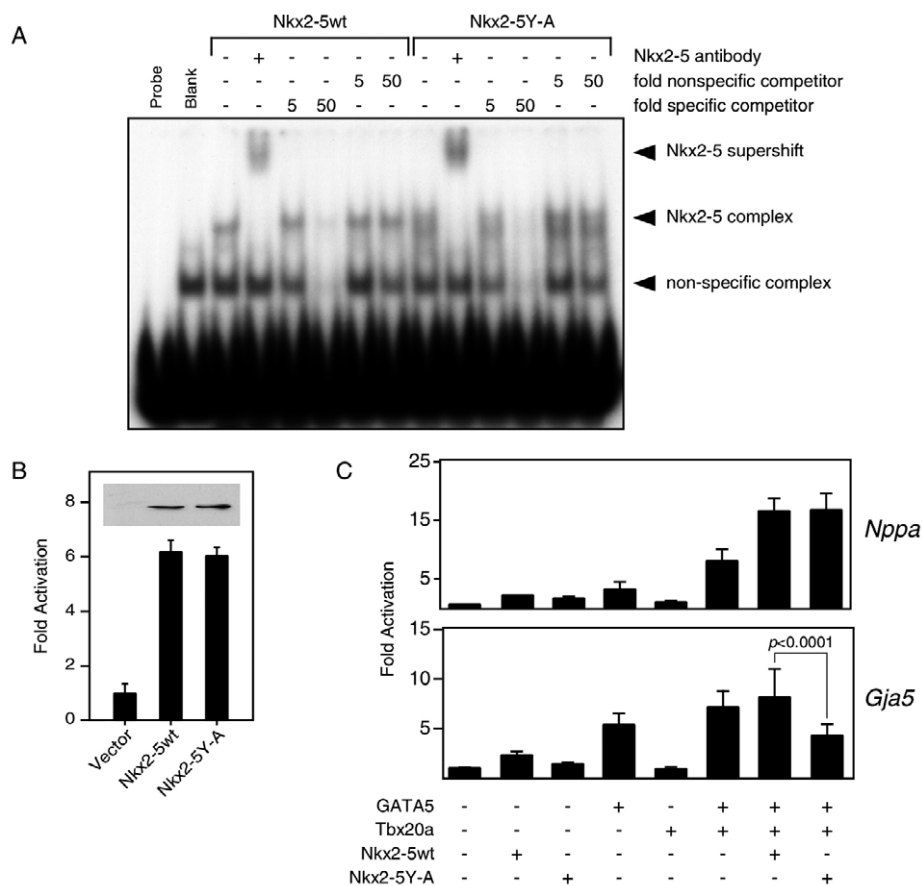 A
Nkx2-5wt Nkx2-5Y-A
- + - - - - - + - - - - Nkx2-5 antibody
- - - - 5 50 - - - - 5 50 fold nonspecific competitor
- - 5 50 - - - - 5 50 - - fold specific competitor
Probe
Blank
Nkx2-5 supershift
Nkx2-5 complex
non-specific complex
B
Fold Activation
8
6
4
2
0
Vector
Nkx2-5wt
Nkx2-5Y-A
C
Fold Activation
25
15
5
Nppa
15
10
5
p<0.0001
Gja5
GATA5 - - - + - + + +
Tbx20a - - - - + + + +
Nkx2-5wt - + - - - - + -
Nkx2-5Y-A - - + - - - - +